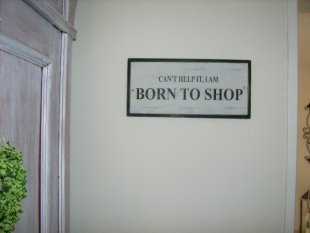 CAN'T HELP IT, I AM
BORN TO SHOP